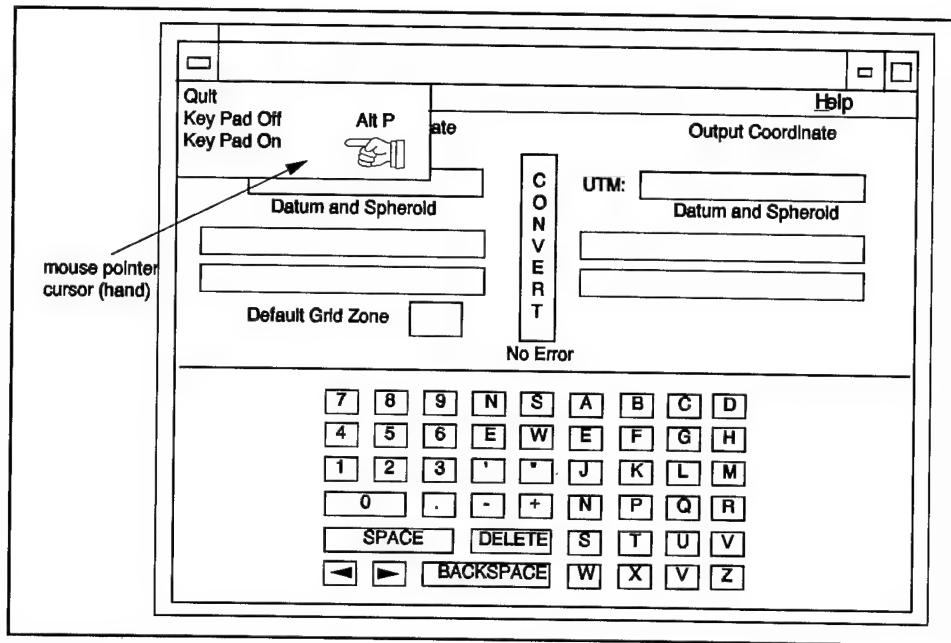 Help
Quit
Key Pad Off Alt P
Key Pad On
ate
Output Coordinate
UTM:
Datum and Spheroid
Datum and Spheroid
CONVERT
mouse pointer
cursor (hand)
Default Grid Zone
No Error
7 8 9 N S A B C D
4 5 6 E W E F G H
1 2 3 ' " J K L M
0 . - + N P Q R
SPACE DELETE S T U V
BACKSPACE W X V Z